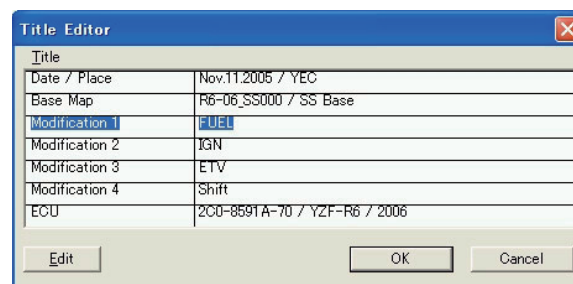 Title Editor
Title
Date / Place Nov.11.2005 / YEC
Base Map R6-06_SS000 / SS Base
Modification 1 FUEL
Modification 2 IGN
Modification 3 ETV
Modification 4 Shift
ECU 2C0-8591A-70 / YZF-R6 / 2006
Edit OK Cancel